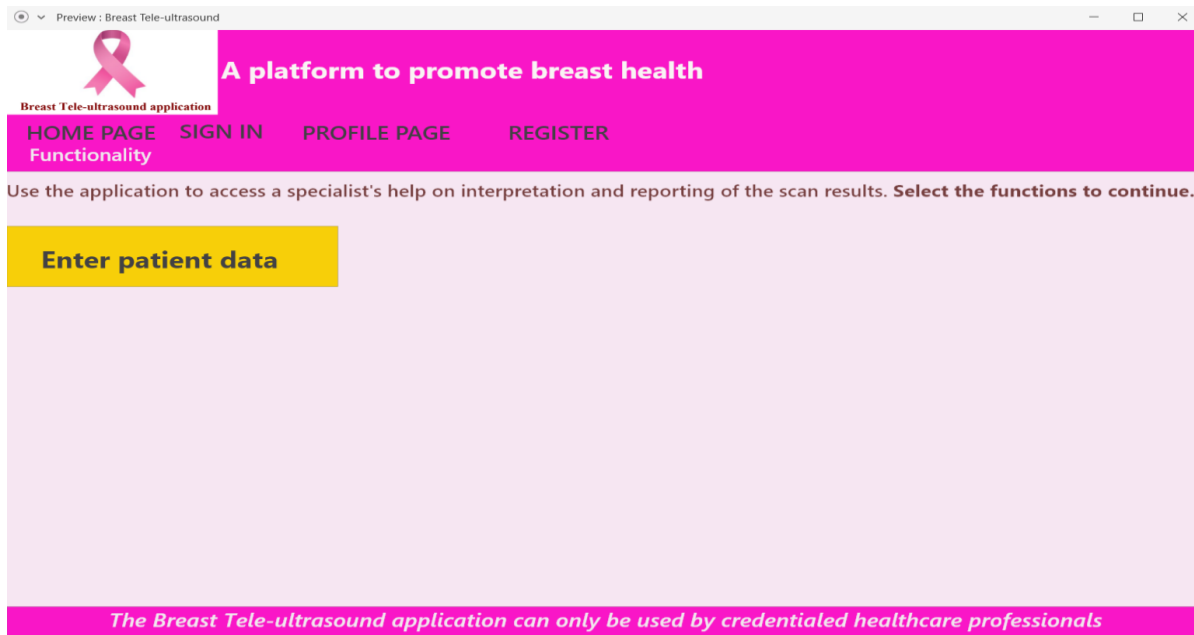 Preview : Breast Tele-ultrasound
A platform to promote breast health
Breast Tele-ultrasound application
HOME PAGE SIGN IN PROFILE PAGE REGISTER
Functionality
Use the application to access a specialist's help on interpretation and reporting of the scan results. Select the functions to continue.
Enter patient data
The Breast Tele-ultrasound application can only be used by credentialed healthcare professionals